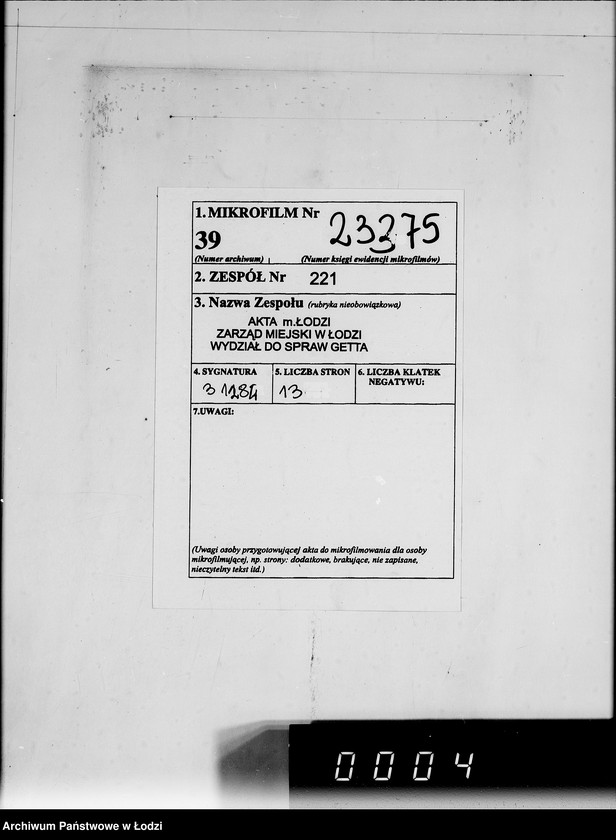 1. MIKROFILM Nr
23275
39
(Numer archiwum) (Numer księgi ewidencji mikrofilmów)
2. ZESPÓŁ Nr 221
3. Nazwa Zespołu (rubryka nieobowiązkowa)
AKTA m.ŁODZI
ZARZĄD MIEJSKI W ŁODZI
WYDZIAŁ DO SPRAW GETTA
4. SYGNATURA 5. LICZBA STRON 6. LICZBA KLATEK
NEGATYWU:
31284 13
7.UWAGI:
(Uwagi osoby przygotowującej akta do mikrofilmowania dla osoby
mikrofilmującej, np. strony: dodatkowe, brakujące, nie zapisane,
nieczytelny tekst itd.)
0004
Archiwum Państwowe w Łodzi